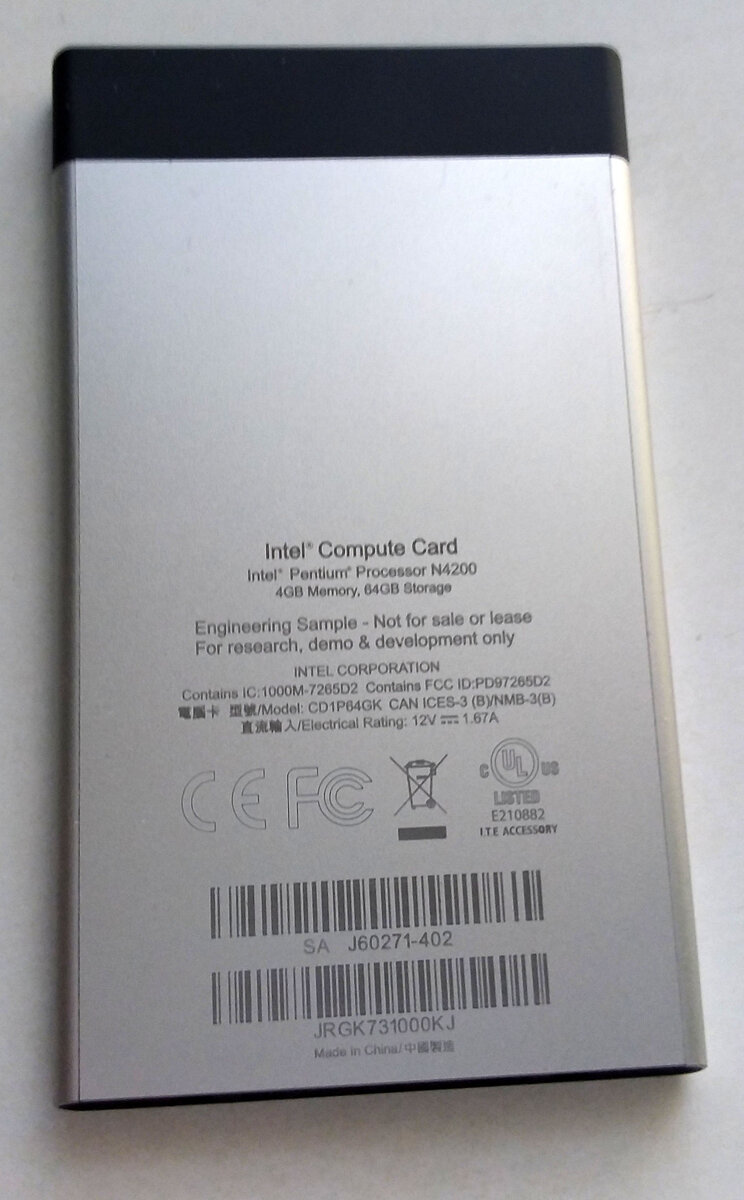 Intel® Compute Card
Intel® Pentium® Processor N4200
4GB Memory, 64GB Storage
Engineering Sample - Not for sale or lease
For research, demo & development only
INTEL CORPORATION
Contains IC:1000M-7265D2 Contains FCC ID:PD97265D2
電腦卡 型號/Model: CD1P64GK CAN ICES-3 (B)/NMB-3(B)
直流輸入/Electrical Rating: 12V ⎓ 1.67A
CE FC
C UL US
LISTED
E210882
I.T.E ACCESSORY
SA J60271-402
JRGK731000KJ
Made in China/中國製造